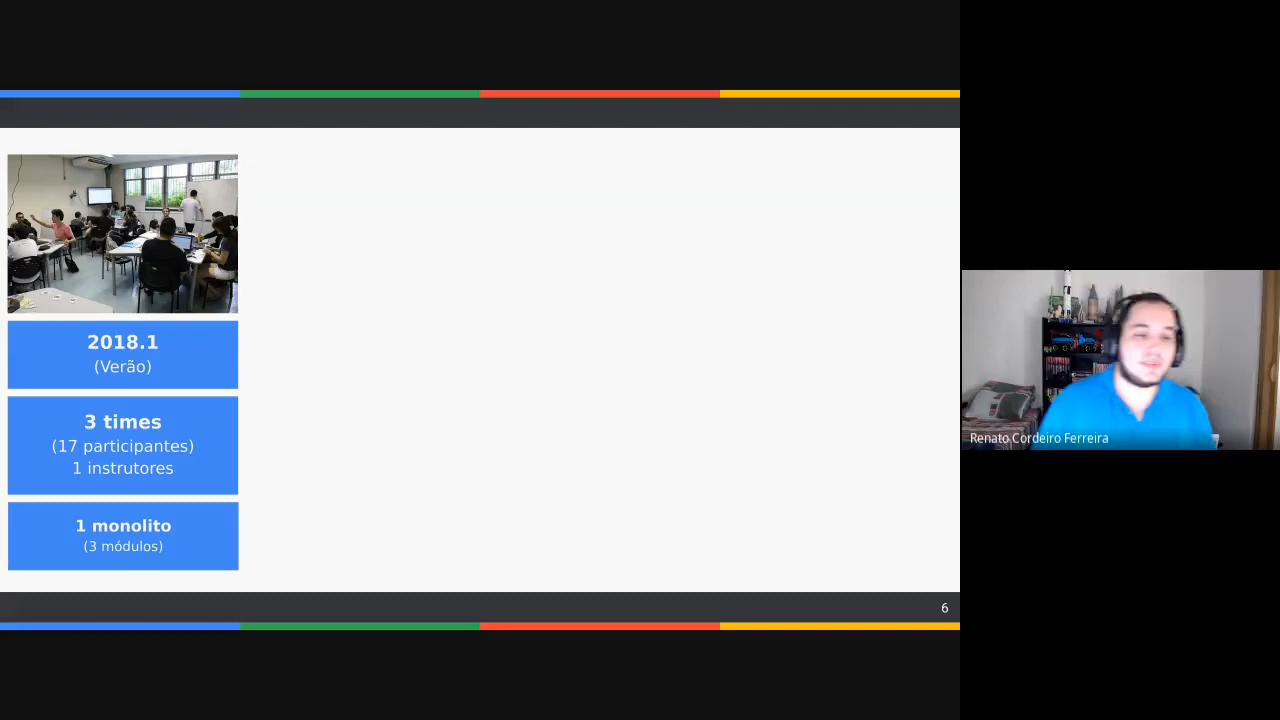 2018.1
(Verão)
3 times
(17 participantes)
1 instrutores
1 monolito
(3 módulos)
6
Renato Cordeiro Ferreira